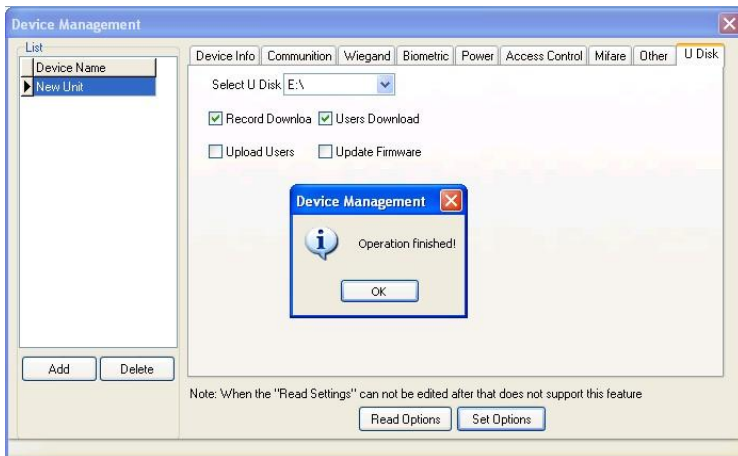 Device Management
List
Device Name
New Unit
Device Info Communition Wiegand Biometric Power Access Control Mifare Other U Disk
Select U Disk E:\
Record Downloa Users Download
Upload Users Update Firmware
Device Management
Operation finished!
OK
Add Delete
Note: When the "Read Settings" can not be edited after that does not support this feature
Read Options Set Options